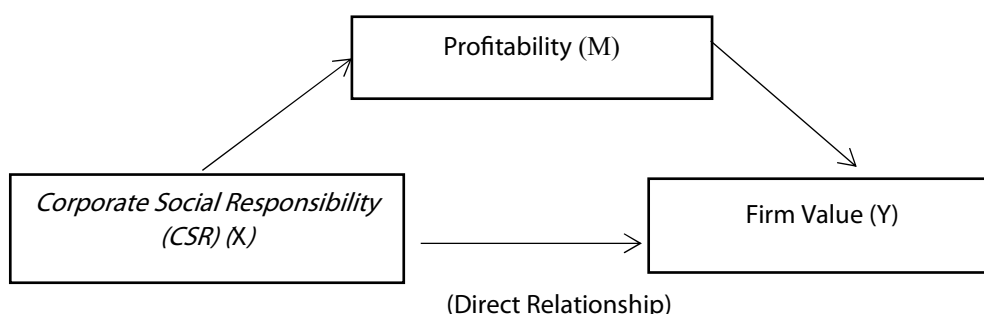 Profitability (M)
Corporate Social Responsibility
(CSR) (X)
Firm Value (Y)
(Direct Relationship)